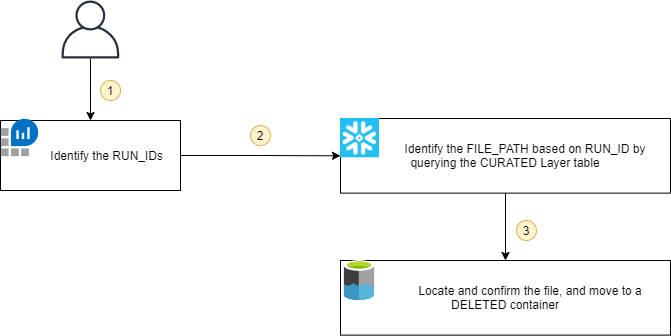 1
Identify the RUN_IDs
2
Identify the FILE_PATH based on RUN_ID by
querying the CURATED Layer table
3
Locate and confirm the file, and move to a
DELETED container